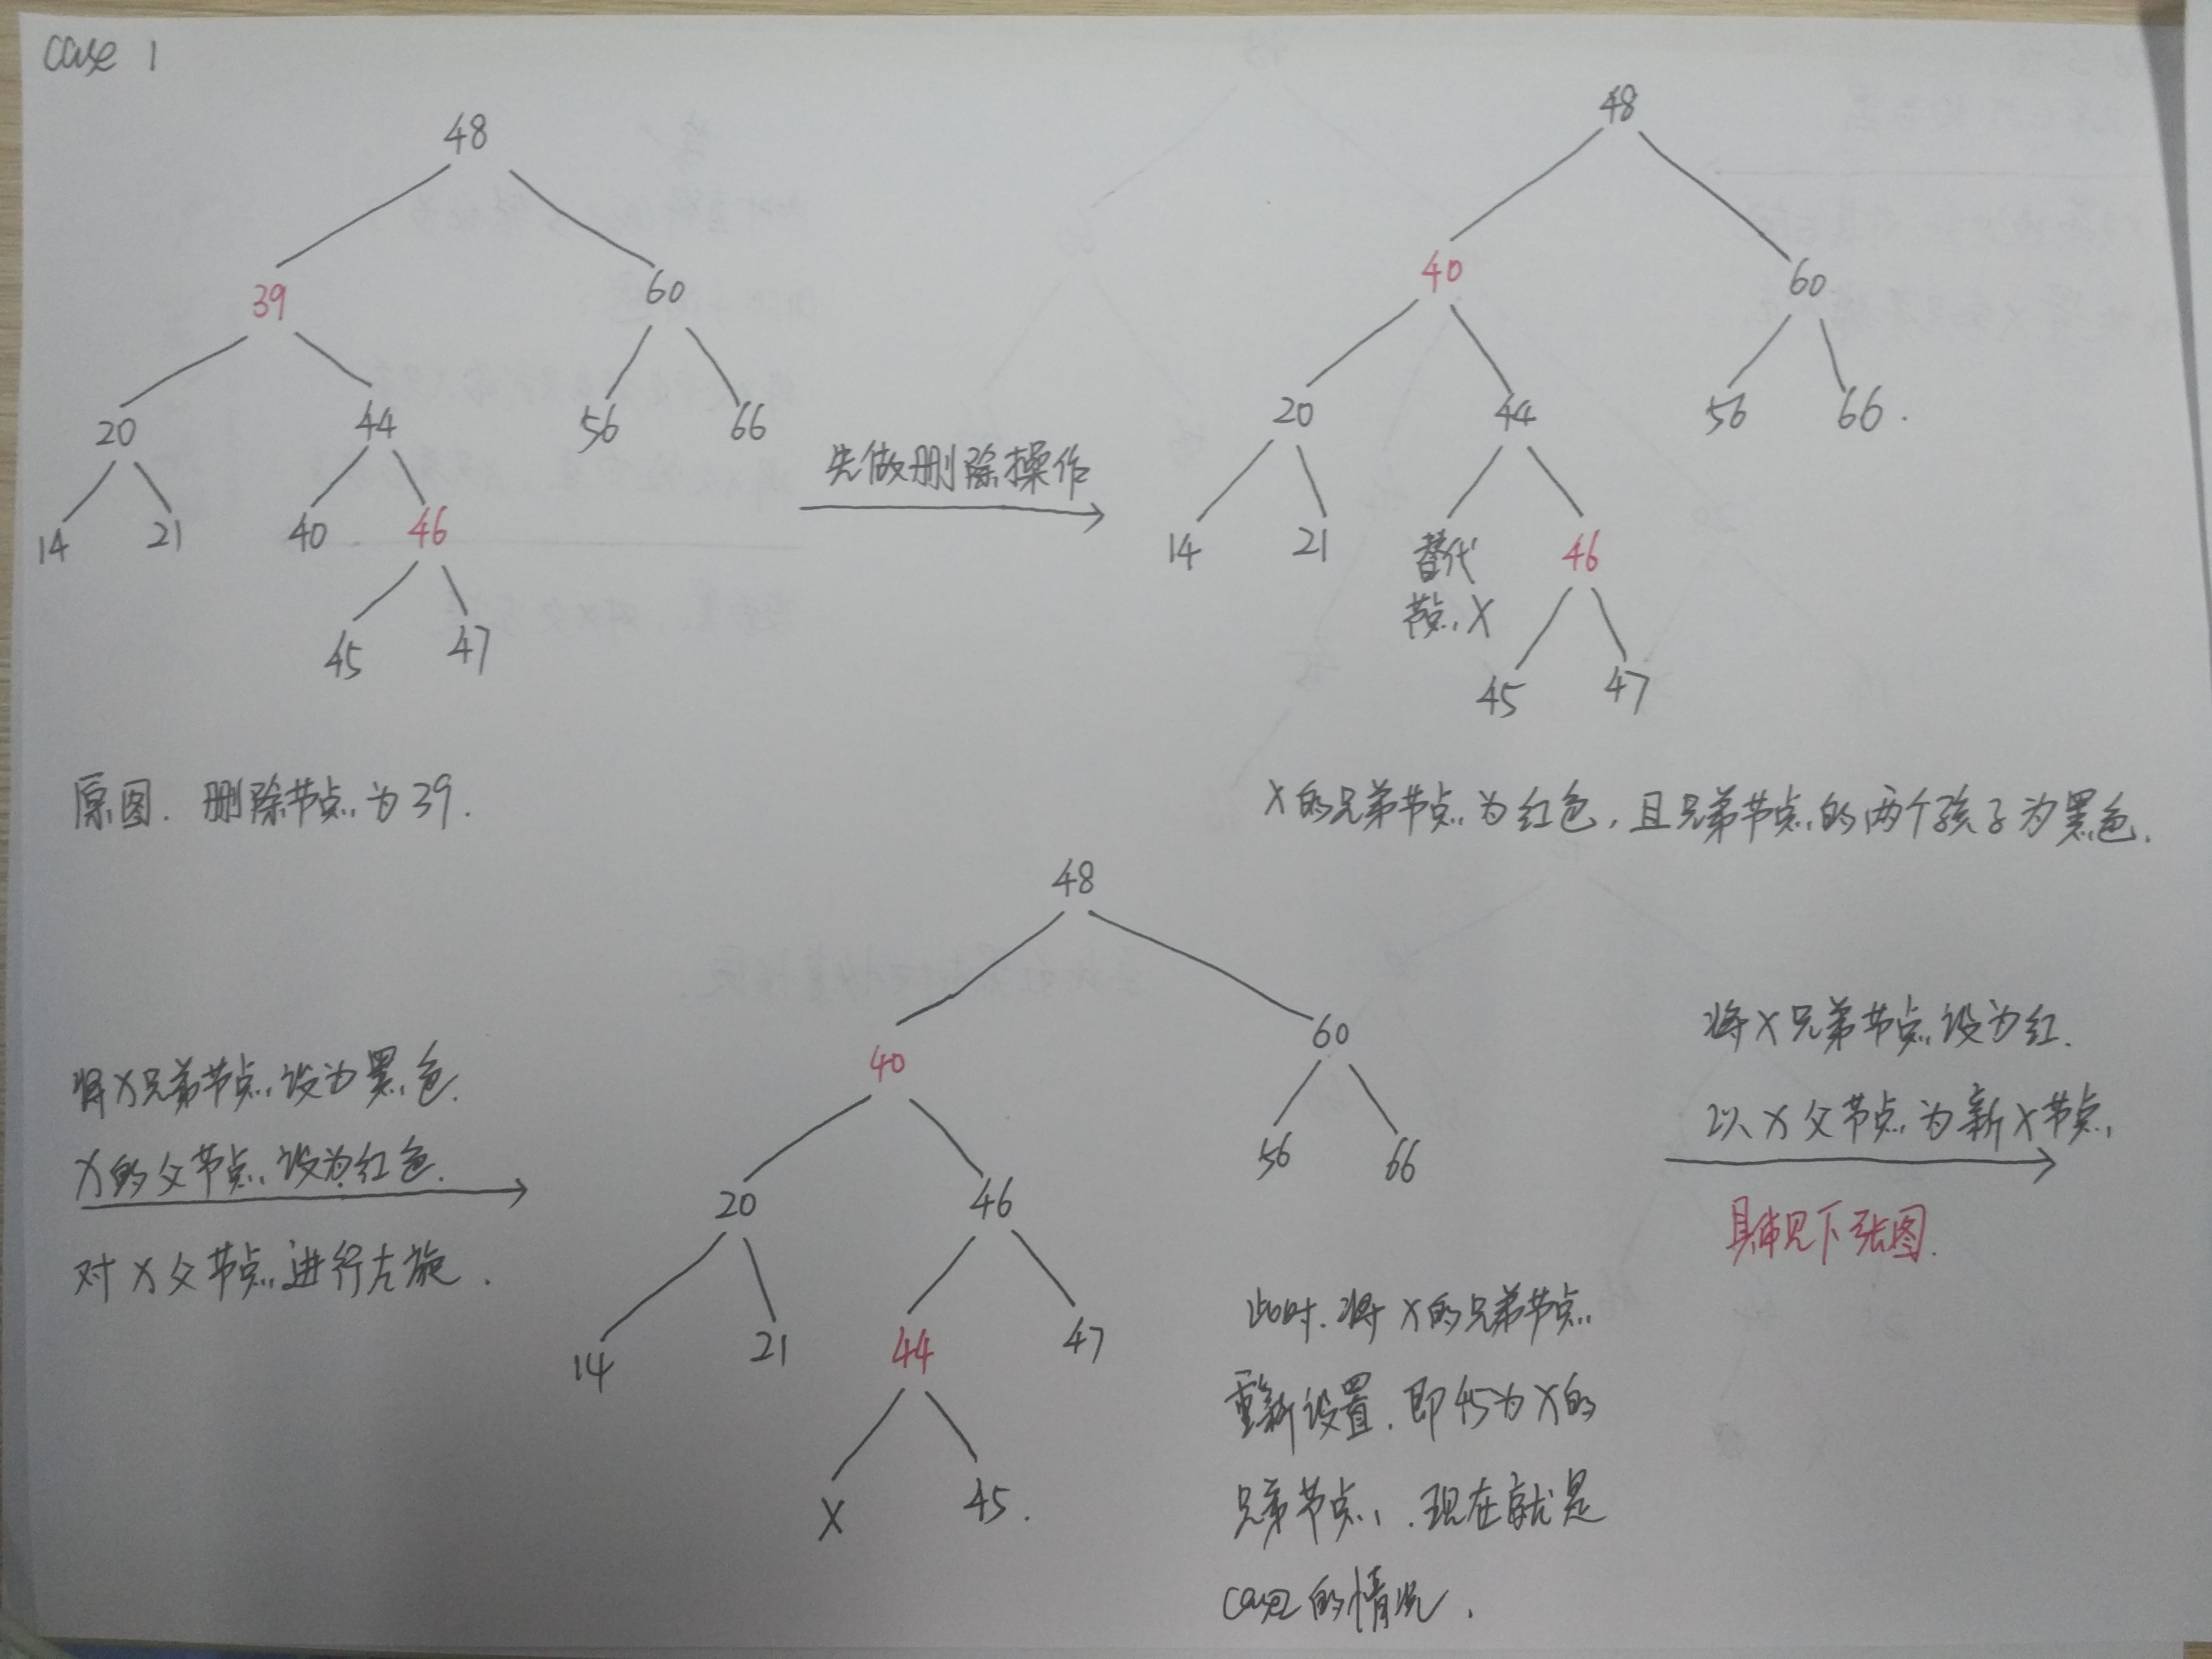 case 1
48
39 60
20 44 56 66
14 21 40 46
45 47
原图. 删除节点为39.
先做删除操作
48
40 60
20 44 56 66.
14 21 替代 46
节点X
45 47
X的兄弟节点为红色,且兄弟节点的两个孩子为黑色.
将X兄弟节点设为黑色.
X的父节点设为红色.
对X父节点进行左旋.
48
40 60
20 46 56 66
14 21 44 47
X 45.
此时.将X的兄弟节点
重新设置.即45为X的
兄弟节点,.现在就是
case2的情况.
将X兄弟节点设为红.
以X父节点为新X节点,
具体见下张图.